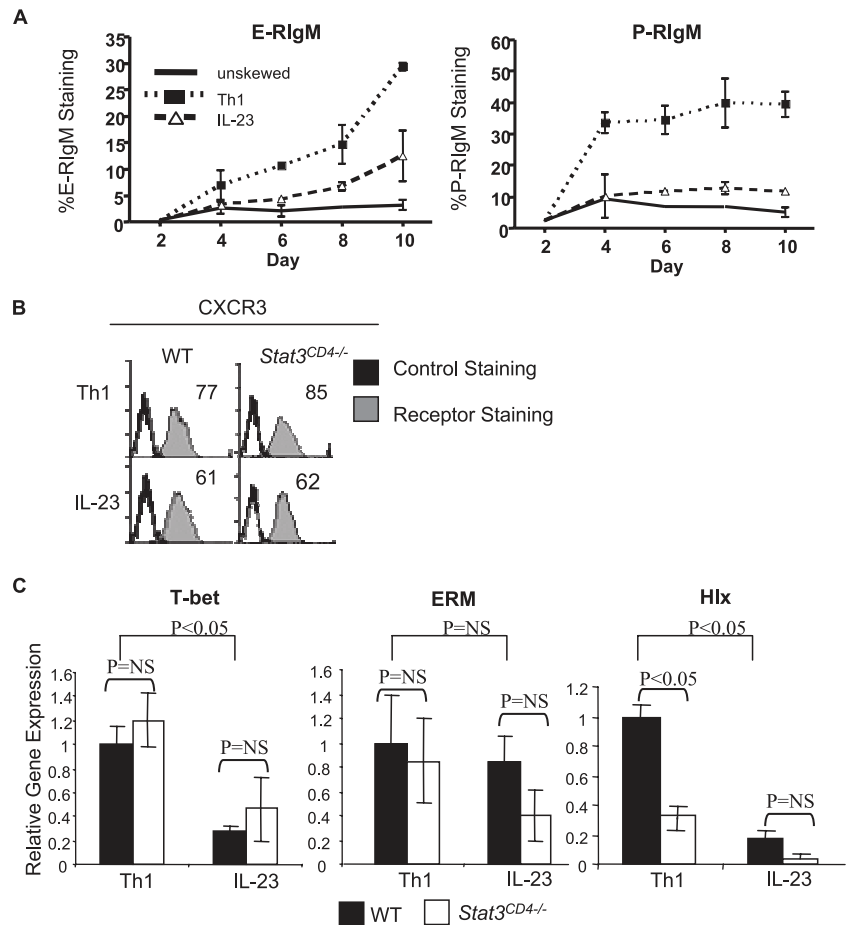 A
E-RIgM
%E-RIgM Staining
35
30
25
20
15
10
5
0
unskewed
Th1
IL-23
2 4 6 8 10
Day
P-RIgM
%P-RIgM Staining
60
50
40
30
20
10
0
2 4 6 8 10
Day
B
CXCR3
WT Stat3CD4-/-
Th1 77 85
IL-23 61 62
Control Staining
Receptor Staining
C
Relative Gene Expression
T-bet
P<0.05
P=NS
P=NS
1.6
1.4
1.2
1
0.8
0.6
0.4
0.2
0
Th1 IL-23
ERM
P=NS
P=NS
P=NS
1.6
1.4
1.2
1
0.8
0.6
0.4
0.2
0
Th1 IL-23
Hlx
P<0.05
P<0.05
P=NS
1.2
1
0.8
0.6
0.4
0.2
0
Th1 IL-23
WT Stat3CD4-/-